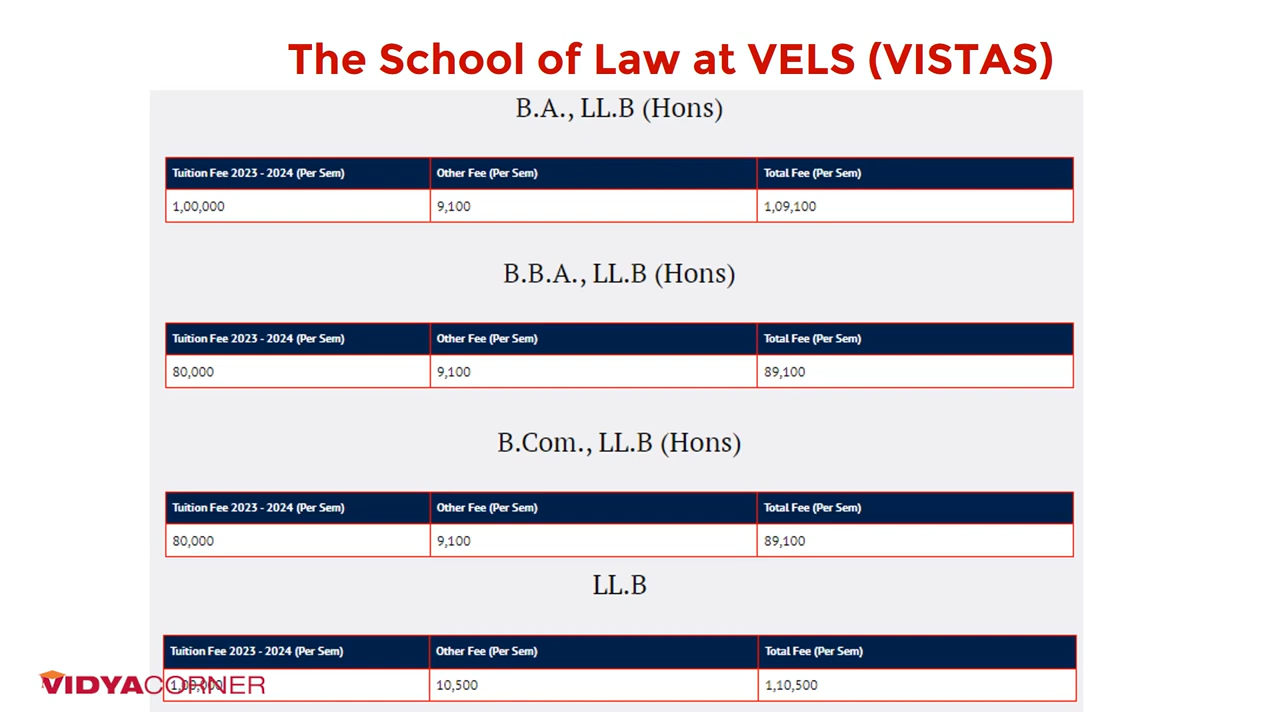 The School of Law at VELS (VISTAS)
B.A., LL.B (Hons)
Tuition Fee 2023 - 2024 (Per Sem) Other Fee (Per Sem) Total Fee (Per Sem)
1,00,000 9,100 1,09,100
B.B.A., LL.B (Hons)
Tuition Fee 2023 - 2024 (Per Sem) Other Fee (Per Sem) Total Fee (Per Sem)
80,000 9,100 89,100
B.Com., LL.B (Hons)
Tuition Fee 2023 - 2024 (Per Sem) Other Fee (Per Sem) Total Fee (Per Sem)
80,000 9,100 89,100
LL.B
Tuition Fee 2023 - 2024 (Per Sem) Other Fee (Per Sem) Total Fee (Per Sem)
1,00,000 10,500 1,10,500
VIDYACORNER